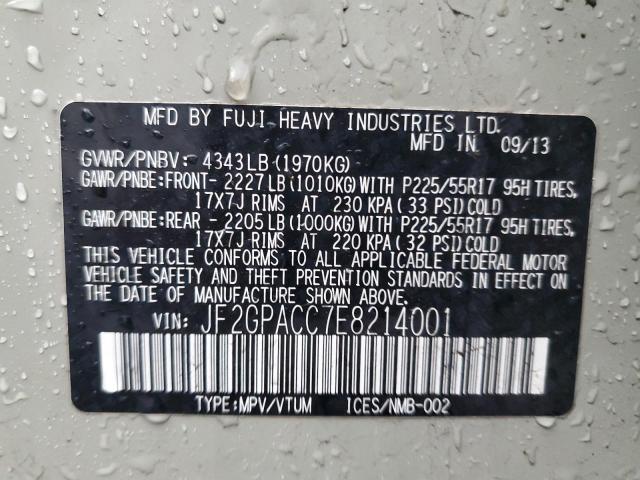 MFD BY FUJI HEAVY INDUSTRIES LTD.
MFD IN 09/13
GVWR/PNBV: 4343LB(1970KG)
GAWR/PNBE:FRONT- 2227LB(1010KG)WITH P225/55R17 95H TIRES,
17X7J RIMS AT 230 KPA(33 PSI)COLD
GAWR/PNBE:REAR - 2205LB(1000KG)WITH P225/55R17 95H TIRES,
17X7J RIMS AT 220 KPA(32 PSI)COLD
THIS VEHICLE CONFORMS TO ALL APPLICABLE FEDERAL MOTOR
VEHICLE SAFETY AND THEFT PREVENTION STANDARDS IN EFFECT ON
THE DATE OF MANUFACTURE SHOWN ABOVE.
VIN: JF2GPACC7E8214001
TYPE:MPV/VTUM ICES/NMB-002